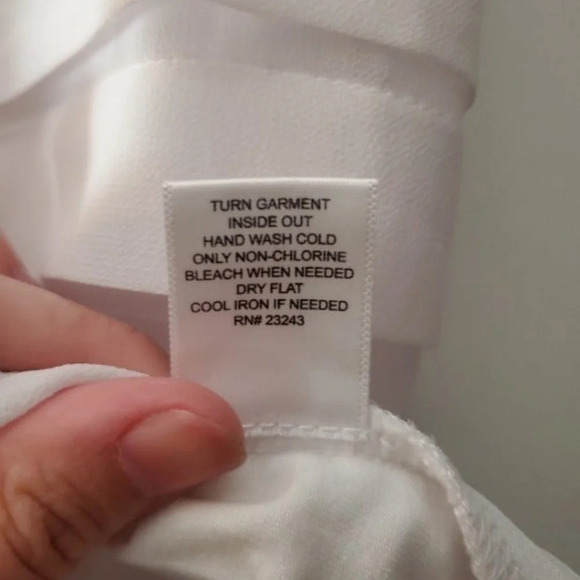 TURN GARMENT
INSIDE OUT
HAND WASH COLD
ONLY NON-CHLORINE
BLEACH WHEN NEEDED
DRY FLAT
COOL IRON IF NEEDED
RN# 23243